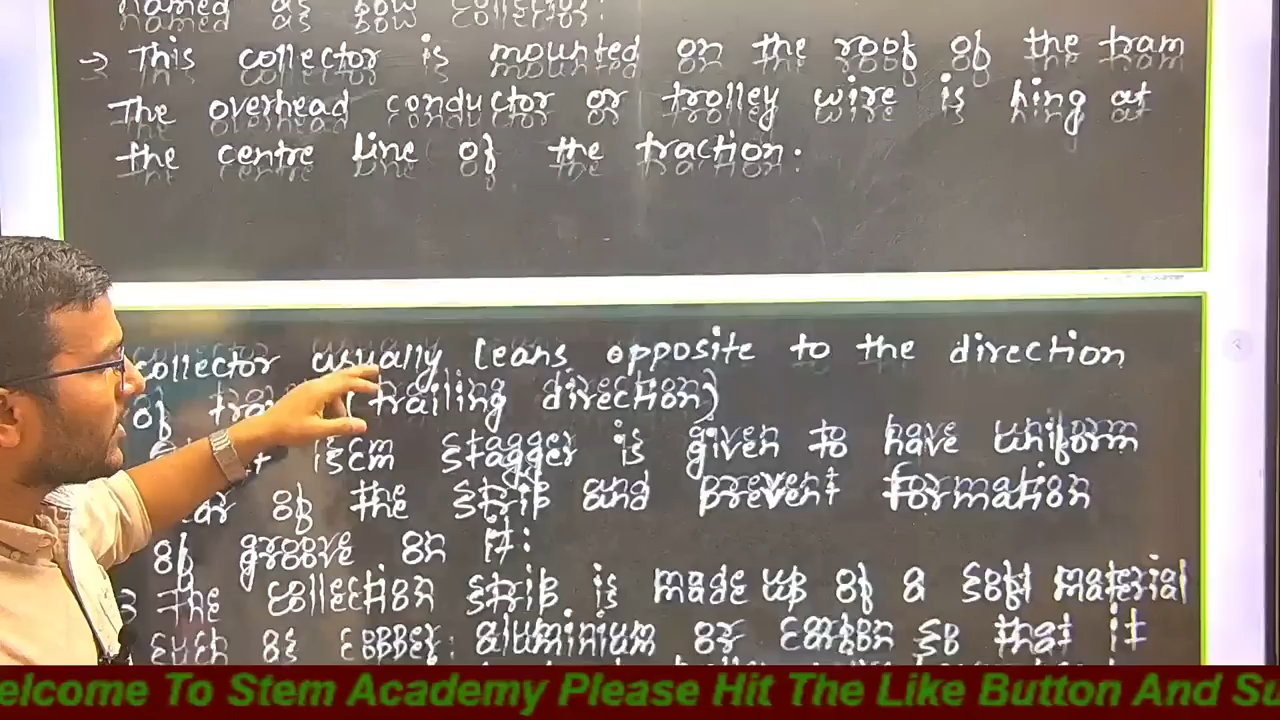 named as bow collector.
→ This collector is mounted on the roof of the tram
The overhead conductor or trolley wire is hing at
the centre line of the traction.
collector usually leans opposite to the direction
of (trailing direction)
15cm stagger is given to have uniform
of the strip and prevent formation
of groove on it.
The collection strip is made up of a soft material
such as copper, aluminium or carbon so that it
elcome To Stem Academy Please Hit The Like Button And Su